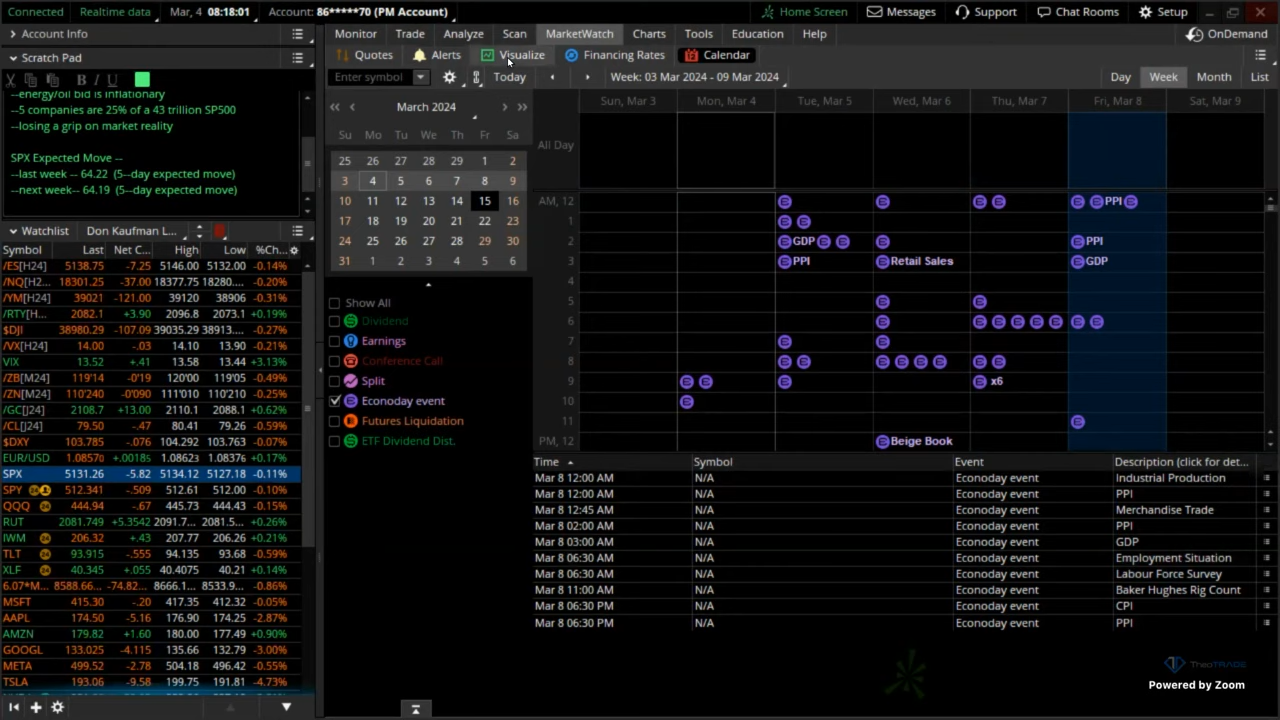 Connected Realtime data Mar, 4 08:18:01 Account: 86*****70 (PM Account) Home Screen Messages Support Chat Rooms Setup
Account Info
Monitor Trade Analyze Scan MarketWatch Charts Tools Education Help OnDemand
Scratch Pad
Quotes Alerts Visualize Financing Rates Calendar
B I U
Enter symbol Today Week: 03 Mar 2024 - 09 Mar 2024 Day Week Month List
--energy/oil bid is inflationary
--5 companies are 25% of a 43 trillion SP500
--losing a grip on market reality
SPX Expected Move --
--last week -- 64.22 (5--day expected move)
--next week-- 64.19 (5--day expected move)
March 2024
Su Mo Tu We Th Fr Sa
25 26 27 28 29 1 2
3 4 5 6 7 8 9
10 11 12 13 14 15 16
17 18 19 20 21 22 23
24 25 26 27 28 29 30
31 1 2 3 4 5 6
Show All
Dividend
Earnings
Conference Call
Split
Econoday event
Futures Liquidation
ETF Dividend Dist.
Sun, Mar 3 Mon, Mar 4 Tue, Mar 5 Wed, Mar 6 Thu, Mar 7 Fri, Mar 8 Sat, Mar 9
All Day
AM, 12 PPI
1
2 GDP PPI
3 PPI Retail Sales GDP
4
5
6
7
8
9 x6
10
11
PM, 12 Beige Book
Watchlist Don Kaufman L...
Symbol Last Net C... High Low %Ch...
/ES[H24] 5138.75 -7.25 5146.00 5132.00 -0.14%
/NQ[H2... 18301.25 -37.00 18377.75 18280.... -0.20%
/YM[H24] 39021 -121.00 39120 38906 -0.31%
/RTY[H... 2082.1 +3.90 2096.8 2073.1 +0.19%
$DJI 38980.29 -107.09 39035.29 38913.... -0.27%
/VX[H24] 14.00 -.03 14.10 13.90 -0.21%
VIX 13.52 +.41 13.58 13.44 +3.13%
/ZB[M24] 119'14 -0'19 120'00 119'05 -0.49%
/ZN[M24] 110'240 -0'090 111'010 110'210 -0.25%
/GC[J24] 2108.7 +13.00 2110.1 2088.1 +0.62%
/CL[J24] 79.50 -.47 80.41 79.26 -0.59%
$DXY 103.785 -.076 104.292 103.763 -0.07%
EUR/USD 1.08570 +.0018 1.08623 1.08376 +0.17%
SPX 5131.26 -5.82 5134.12 5127.18 -0.11%
SPY 512.341 -.509 512.61 512.00 -0.10%
QQQ 444.94 -.67 445.73 444.43 -0.15%
RUT 2081.749 +5.3542 2091.7... 2081.5... +0.26%
IWM 206.32 +.43 207.77 206.26 +0.21%
TLT 93.915 -.555 94.135 93.68 -0.59%
XLF 40.345 +.055 40.4075 40.21 +0.14%
6.07*M... 8588.66... -74.82... 8666.1... 8533.9... -0.86%
MSFT 415.30 -.20 417.35 412.32 -0.05%
AAPL 174.50 -5.16 176.90 174.25 -2.87%
AMZN 179.82 +1.60 180.00 177.49 +0.90%
GOOGL 133.025 -4.115 135.66 132.79 -3.00%
META 499.52 -2.78 504.18 496.42 -0.55%
TSLA 193.06 -9.58 199.75 191.81 -4.73%
Time Symbol Event Description (click for det...
Mar 8 12:00 AM N/A Econoday event Industrial Production
Mar 8 12:00 AM N/A Econoday event PPI
Mar 8 12:45 AM N/A Econoday event Merchandise Trade
Mar 8 02:00 AM N/A Econoday event PPI
Mar 8 03:00 AM N/A Econoday event GDP
Mar 8 06:30 AM N/A Econoday event Employment Situation
Mar 8 06:30 AM N/A Econoday event Labour Force Survey
Mar 8 11:00 AM N/A Econoday event Baker Hughes Rig Count
Mar 8 06:30 PM N/A Econoday event CPI
Mar 8 06:30 PM N/A Econoday event PPI
TheoTRADE
Powered by Zoom